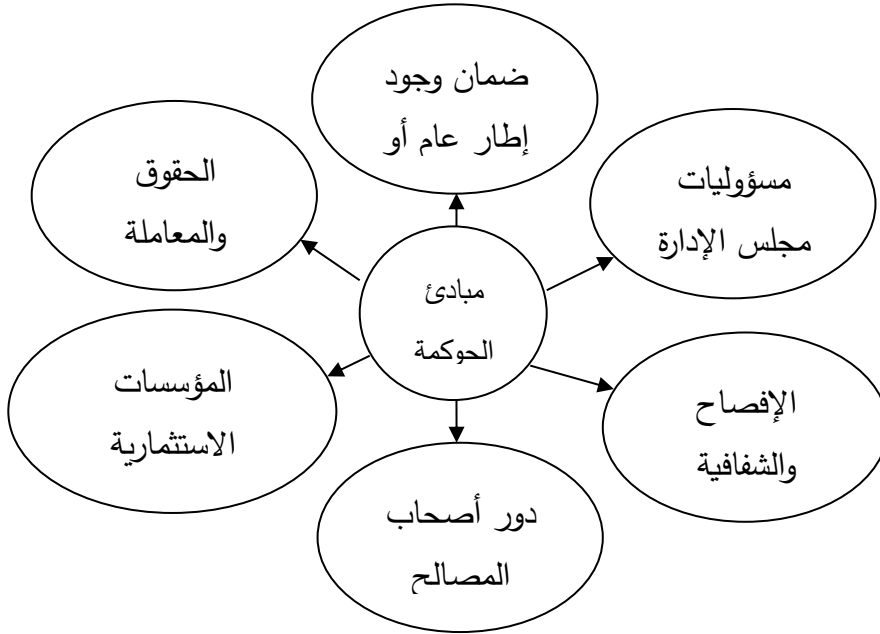 ضمان وجود
إطار عام أو
مسؤوليات
مجلس الإدارة
الحقوق
والمعاملة
مبادئ
الحوكمة
الإفصاح
والشفافية
المؤسسات
الاستثمارية
دور أصحاب
المصالح